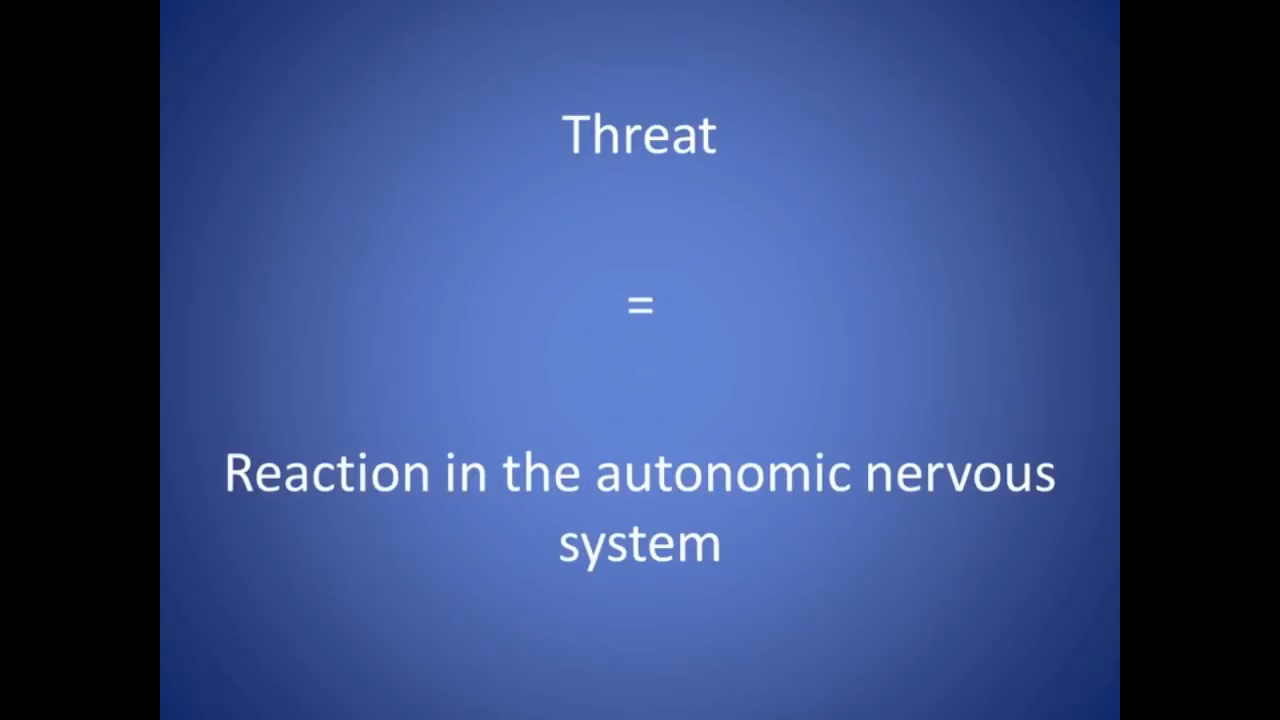 Threat
=
Reaction in the autonomic nervous
system